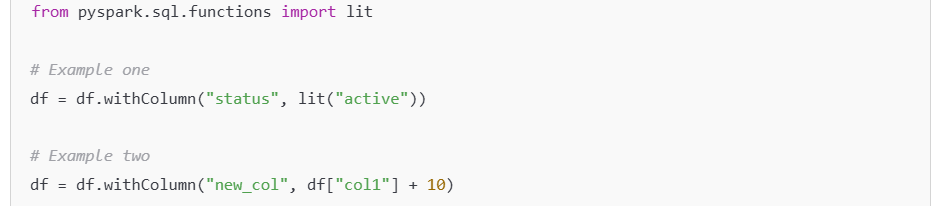 from pyspark.sql.functions import lit
# Example one
df = df.withColumn("status", lit("active"))
# Example two
df = df.withColumn("new_col", df["col1"] + 10)